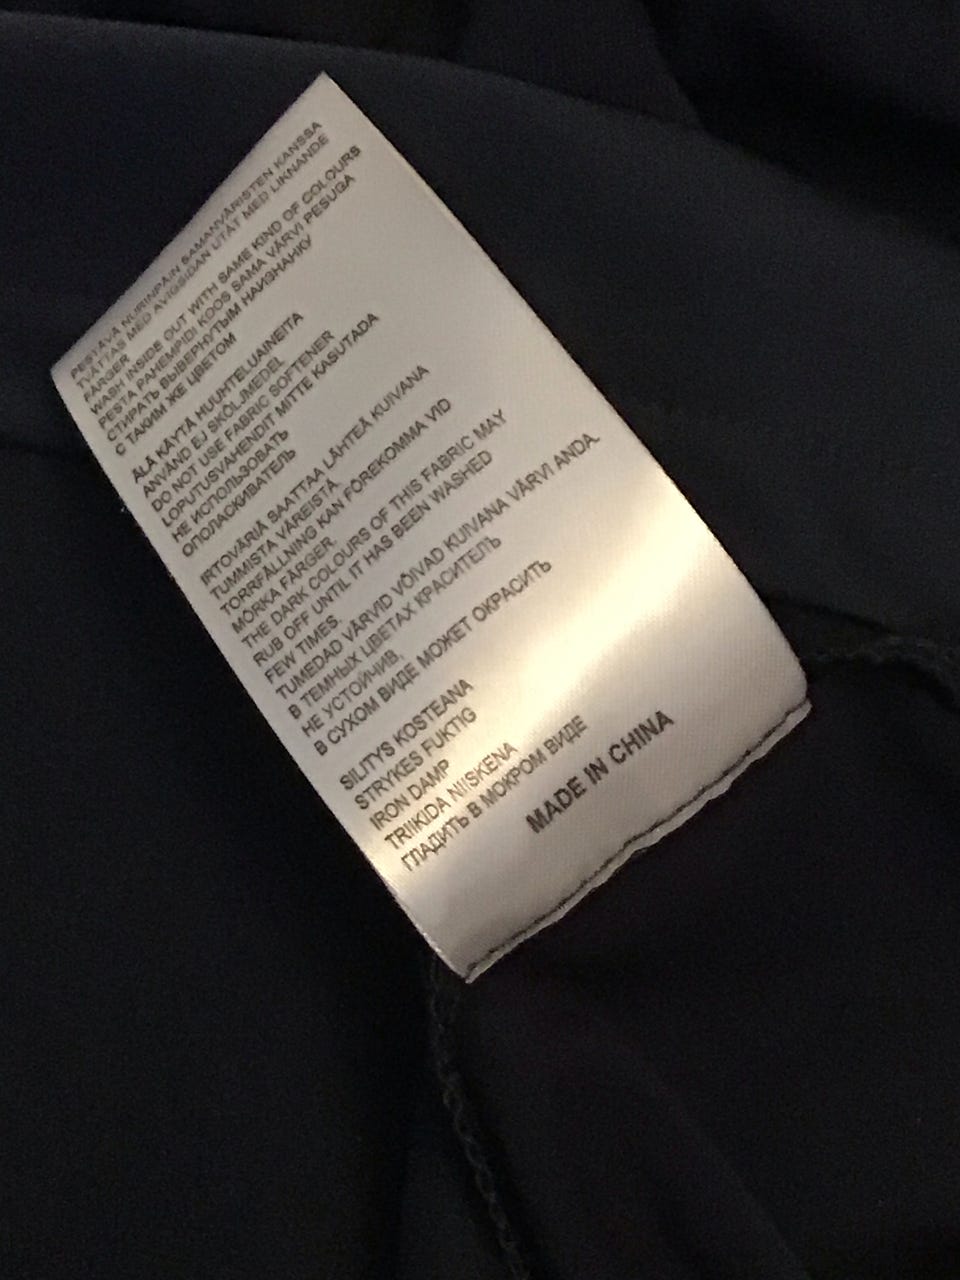 PESTÄVÄ NURINPÄIN SAMANVÄRISTEN KANSSA
TVÄTTAS MED AVIGSIDAN UTÅT MED LIKNANDE
FÄRGER
WASH INSIDE OUT WITH SAME KIND OF COLOURS
PESTA PAHEMPIDI KOOS SAMA VÄRVI PESUGA
СТИРАТЬ ВЫВЕРНУТЫМ НАИЗНАНКУ
С ТАКИМ ЖЕ ЦВЕТОМ
ÄLÄ KÄYTÄ HUUHTELUAINEITA
ANVÄND EJ SKÖLJMEDEL
DO NOT USE FABRIC SOFTENER
LOPUTUSVAHENDIT MITTE KASUTADA
НЕ ИСПОЛЬЗОВАТЬ
ОПОЛАСКИВАТЕЛЬ
IRTOVÄRIÄ SAATTAA LÄHTEÄ KUIVANA
TUMMISTA VÄREISTÄ
TORRFÄLLNING KAN FÖREKOMMA VID
MÖRKA FÄRGER
THE DARK COLOURS OF THIS FABRIC MAY
RUB OFF UNTIL IT HAS BEEN WASHED
FEW TIMES.
TUMEDAD VÄRVID VÕIVAD KUIVANA VÄRVI ANDA.
В ТЕМНЫХ ЦВЕТАХ КРАСИТЕЛЬ
НЕ УСТОЙЧИВ,
В СУХОМ ВИДЕ МОЖЕТ ОКРАСИТЬ
SILITYS KOSTEANA
STRYKES FUKTIG
IRON DAMP
TRIIKIDA NIISKENA
ГЛАДИТЬ В МОКРОМ ВИДЕ
MADE IN CHINA